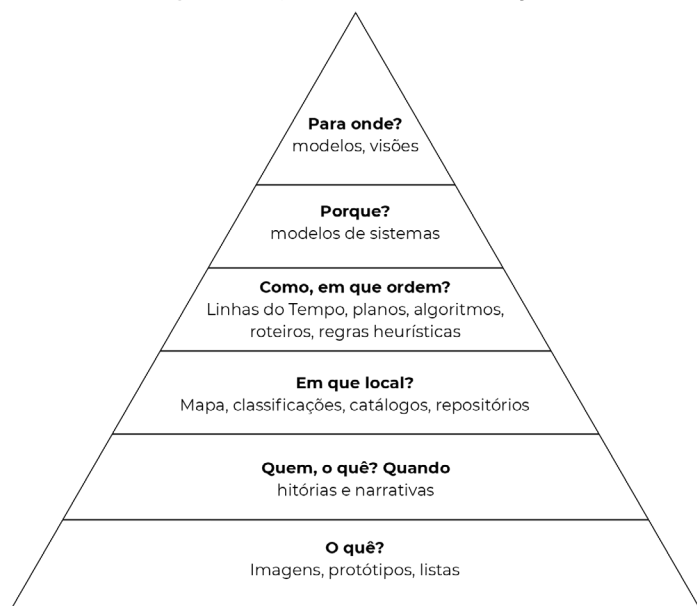 Para onde?
modelos, visões
Porque?
modelos de sistemas
Como, em que ordem?
Linhas do Tempo, planos, algoritmos,
roteiros, regras heurísticas
Em que local?
Mapa, classificações, catálogos, repositórios
Quem, o quê? Quando
hitórias e narrativas
O quê?
Imagens, protótipos, listas